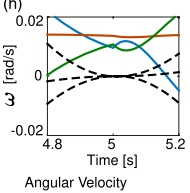 (h)
0.02
0
-0.02
ω [rad/s]
4.8 5 5.2
Time [s]
Angular Velocity